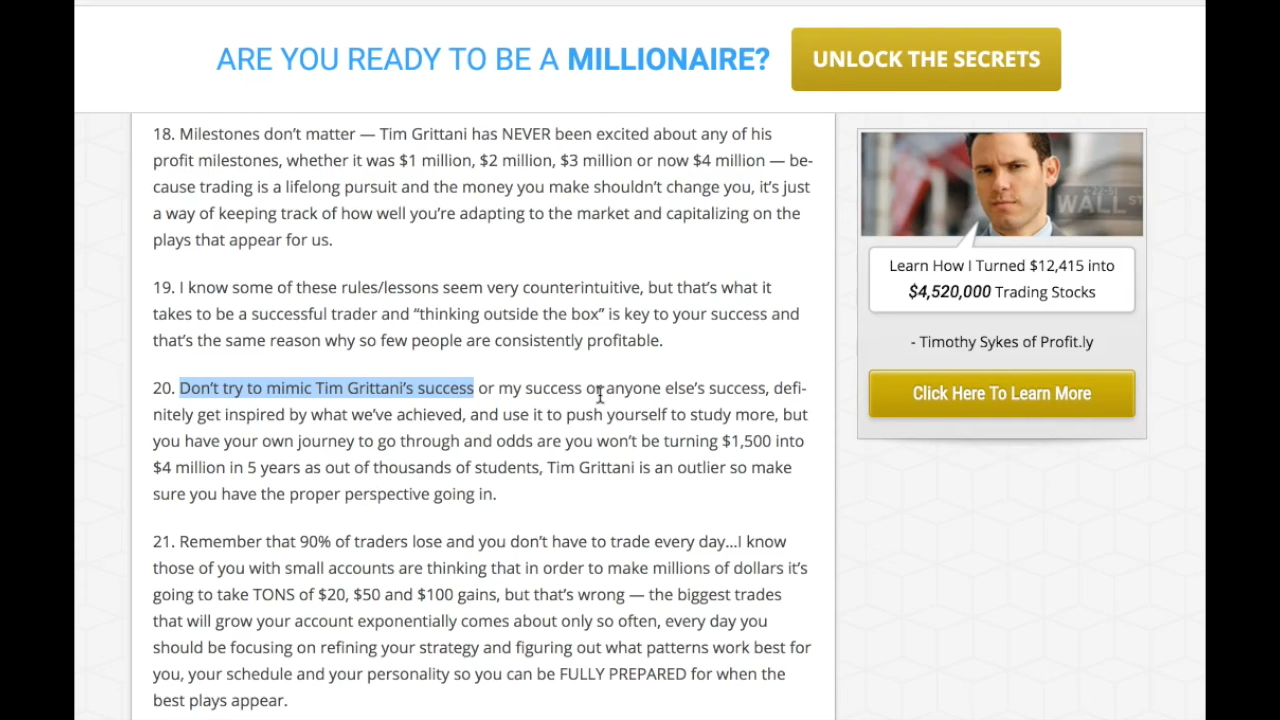 ARE YOU READY TO BE A MILLIONAIRE?
UNLOCK THE SECRETS
18. Milestones don’t matter — Tim Grittani has NEVER been excited about any of his
profit milestones, whether it was $1 million, $2 million, $3 million or now $4 million — be-
cause trading is a lifelong pursuit and the money you make shouldn’t change you, it’s just
a way of keeping track of how well you’re adapting to the market and capitalizing on the
plays that appear for us.
19. I know some of these rules/lessons seem very counterintuitive, but that’s what it
takes to be a successful trader and “thinking outside the box” is key to your success and
that’s the same reason why so few people are consistently profitable.
20. Don’t try to mimic Tim Grittani’s success or my success or anyone else’s success, defi-
nitely get inspired by what we’ve achieved, and use it to push yourself to study more, but
you have your own journey to go through and odds are you won’t be turning $1,500 into
$4 million in 5 years as out of thousands of students, Tim Grittani is an outlier so make
sure you have the proper perspective going in.
21. Remember that 90% of traders lose and you don’t have to trade every day...I know
those of you with small accounts are thinking that in order to make millions of dollars it’s
going to take TONS of $20, $50 and $100 gains, but that’s wrong — the biggest trades
that will grow your account exponentially comes about only so often, every day you
should be focusing on refining your strategy and figuring out what patterns work best for
you, your schedule and your personality so you can be FULLY PREPARED for when the
best plays appear.
WALL ST
Learn How I Turned $12,415 into
$4,520,000 Trading Stocks
- Timothy Sykes of Profit.ly
Click Here To Learn More